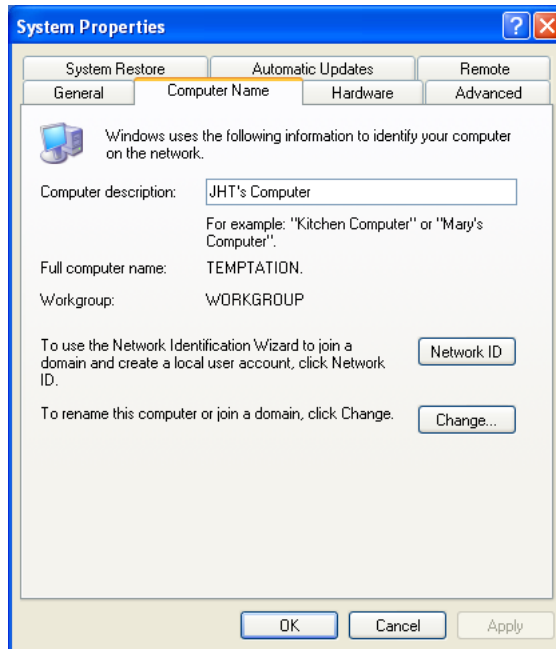 System Properties
System Restore Automatic Updates Remote
General Computer Name Hardware Advanced
Windows uses the following information to identify your computer
on the network.
Computer description: JHT's Computer
For example: "Kitchen Computer" or "Mary's
Computer".
Full computer name: TEMPTATION.
Workgroup: WORKGROUP
To use the Network Identification Wizard to join a
domain and create a local user account, click Network
ID.
Network ID
To rename this computer or join a domain, click Change.
Change...
OK Cancel Apply